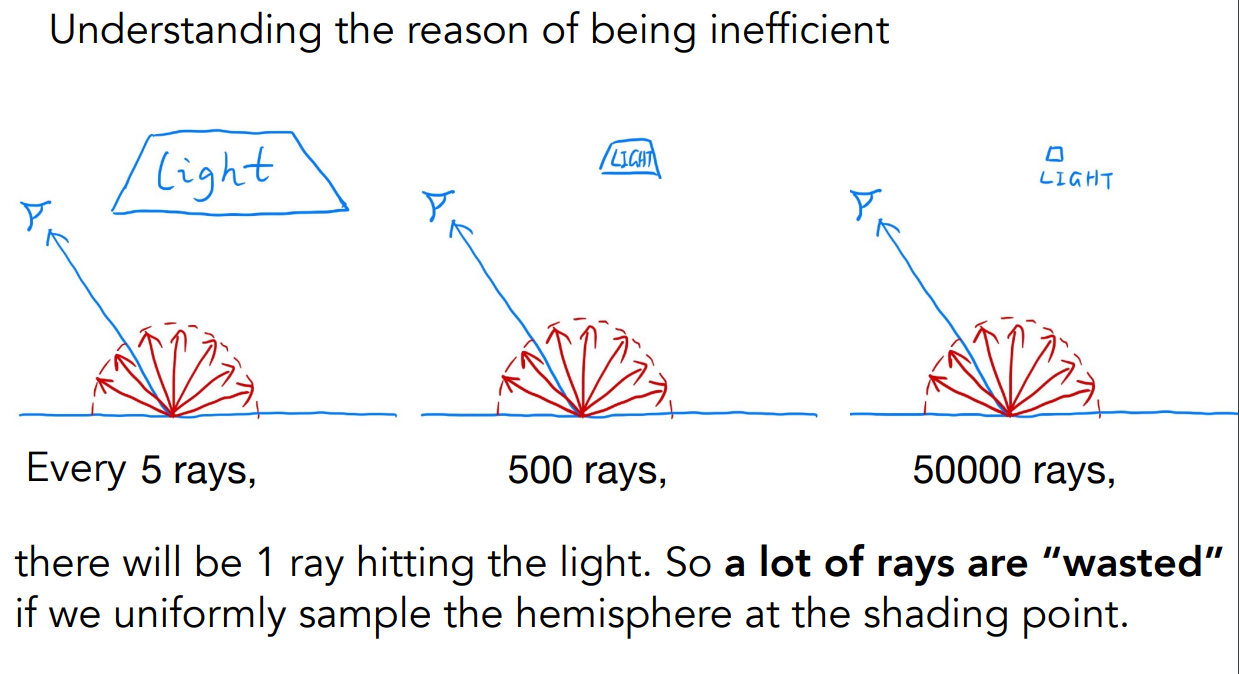 Understanding the reason of being inefficient
Light
LIGHT
LIGHT
Every 5 rays,
500 rays,
50000 rays,
there will be 1 ray hitting the light. So a lot of rays are “wasted”
if we uniformly sample the hemisphere at the shading point.